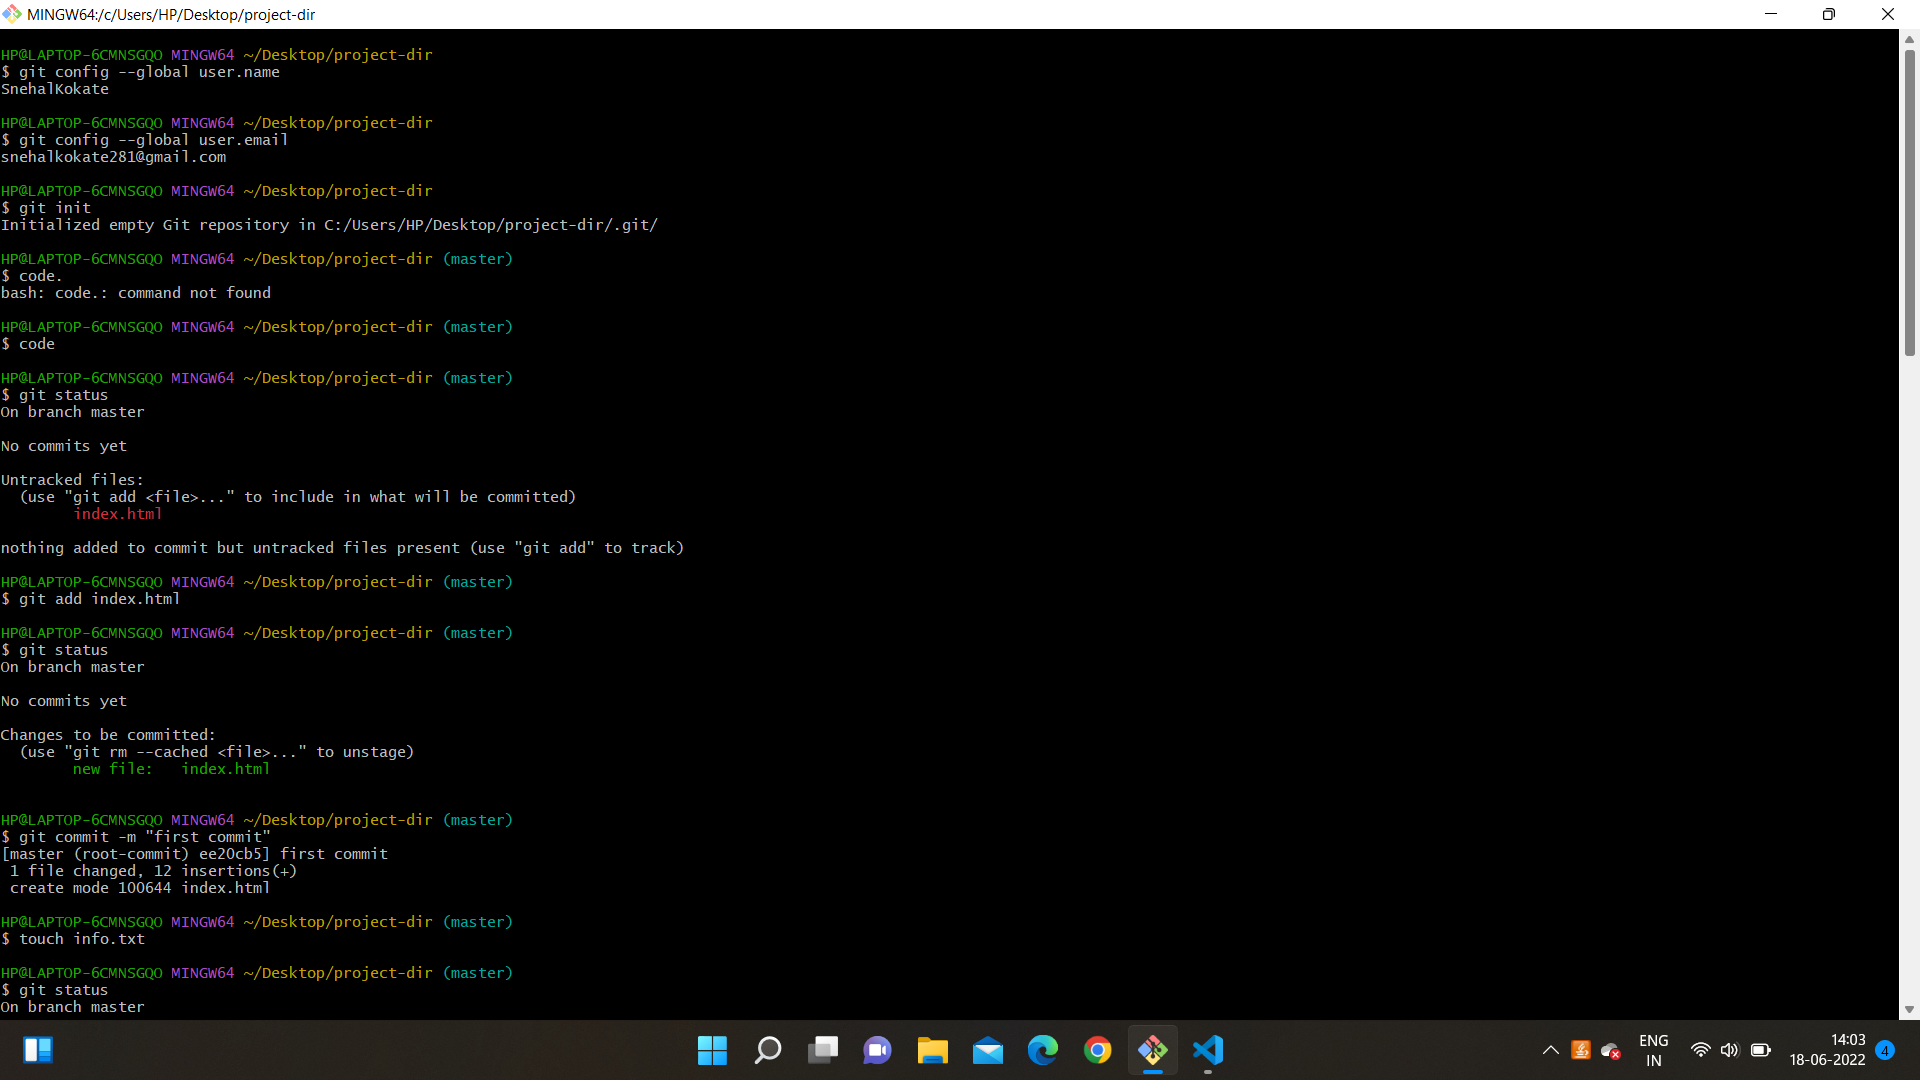 MINGW64:/c/Users/HP/Desktop/project-dir
HP@LAPTOP-6CMNSGQO MINGW64 ~/Desktop/project-dir
$ git config --global user.name
SnehalKokate
HP@LAPTOP-6CMNSGQO MINGW64 ~/Desktop/project-dir
$ git config --global user.email
snehalkokate281@gmail.com
HP@LAPTOP-6CMNSGQO MINGW64 ~/Desktop/project-dir
$ git init
Initialized empty Git repository in C:/Users/HP/Desktop/project-dir/.git/
HP@LAPTOP-6CMNSGQO MINGW64 ~/Desktop/project-dir (master)
$ code.
bash: code.: command not found
HP@LAPTOP-6CMNSGQO MINGW64 ~/Desktop/project-dir (master)
$ code
HP@LAPTOP-6CMNSGQO MINGW64 ~/Desktop/project-dir (master)
$ git status
On branch master
No commits yet
Untracked files:
  (use "git add <file>..." to include in what will be committed)
        index.html
nothing added to commit but untracked files present (use "git add" to track)
HP@LAPTOP-6CMNSGQO MINGW64 ~/Desktop/project-dir (master)
$ git add index.html
HP@LAPTOP-6CMNSGQO MINGW64 ~/Desktop/project-dir (master)
$ git status
On branch master
No commits yet
Changes to be committed:
  (use "git rm --cached <file>..." to unstage)
        new file:   index.html
HP@LAPTOP-6CMNSGQO MINGW64 ~/Desktop/project-dir (master)
$ git commit -m "first commit"
[master (root-commit) ee20cb5] first commit
 1 file changed, 12 insertions(+)
 create mode 100644 index.html
HP@LAPTOP-6CMNSGQO MINGW64 ~/Desktop/project-dir (master)
$ touch info.txt
HP@LAPTOP-6CMNSGQO MINGW64 ~/Desktop/project-dir (master)
$ git status
On branch master
ENG
IN
14:03
18-06-2022
4